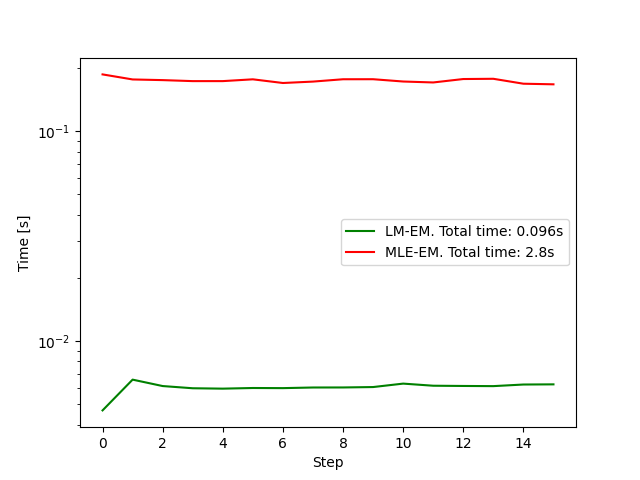 Time [s]
10⁻¹
10⁻²
LM-EM. Total time: 0.096s
MLE-EM. Total time: 2.8s
0 2 4 6 8 10 12 14
Step